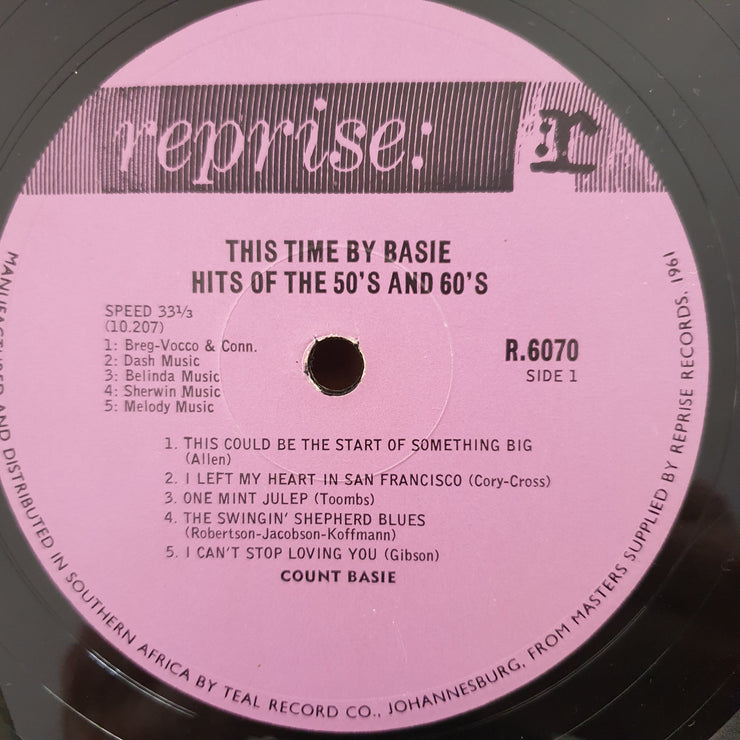 reprise:
:r
THIS TIME BY BASIE
HITS OF THE 50'S AND 60'S
SPEED 33⅓
(10.207)
1: Breg-Vocco & Conn.
2: Dash Music
3: Belinda Music
4: Sherwin Music
5: Melody Music
R.6070
SIDE 1
1. THIS COULD BE THE START OF SOMETHING BIG
(Allen)
2. I LEFT MY HEART IN SAN FRANCISCO (Cory-Cross)
3. ONE MINT JULEP (Toombs)
4. THE SWINGIN' SHEPHERD BLUES
(Robertson-Jacobson-Koffmann)
5. I CAN'T STOP LOVING YOU (Gibson)
COUNT BASIE
MANUFACTURED AND DISTRIBUTED IN SOUTHERN AFRICA BY TEAL RECORD CO., JOHANNESBURG, FROM MASTERS SUPPLIED BY REPRISE RECORDS, 1961